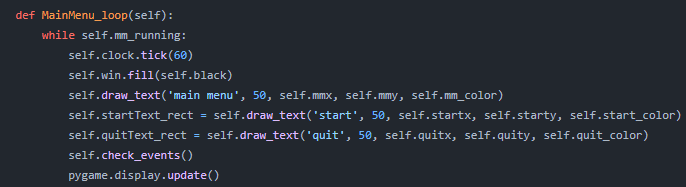 def MainMenu_loop(self):
    while self.mm_running:
        self.clock.tick(60)
        self.win.fill(self.black)
        self.draw_text('main menu', 50, self.mmx, self.mmy, self.mm_color)
        self.startText_rect = self.draw_text('start', 50, self.startx, self.starty, self.start_color)
        self.quitText_rect = self.draw_text('quit', 50, self.quitx, self.quity, self.quit_color)
        self.check_events()
        pygame.display.update()